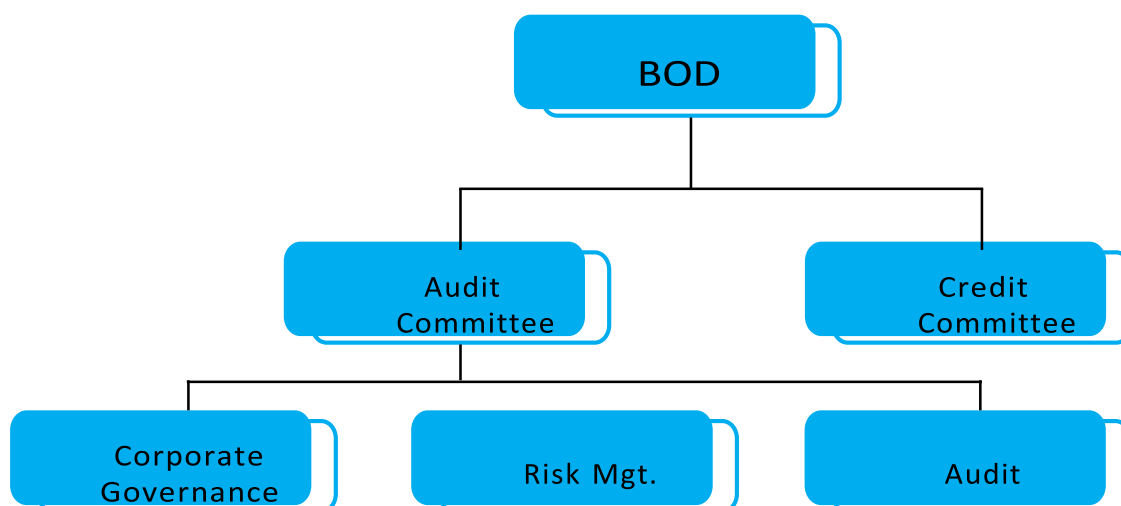 BOD
Audit
Committee
Credit
Committee
Corporate
Governance
Risk Mgt.
Audit